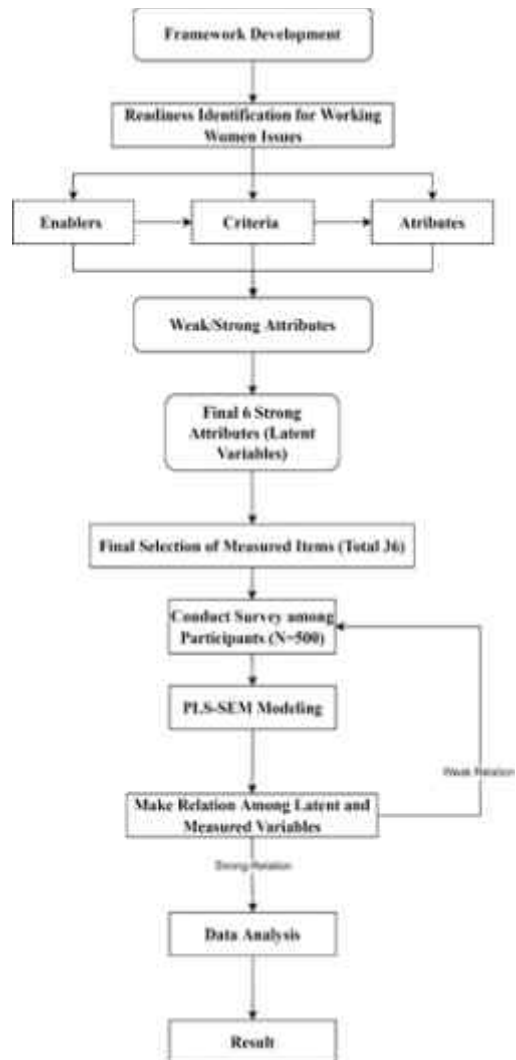 Framework Development
Readiness Identification for Working
Women Issues
Enablers
Criteria
Atributes
Weak/Strong Attributes
Final 6 Strong
Attributes (Latent
Variables)
Final Selection of Measured Items (Total 36)
Conduct Survey among
Participants (N=500)
PLS-SEM Modeling
Weak Relation
Make Relation Among Latent and
Measured Variables
Strong Relation
Data Analysis
Result